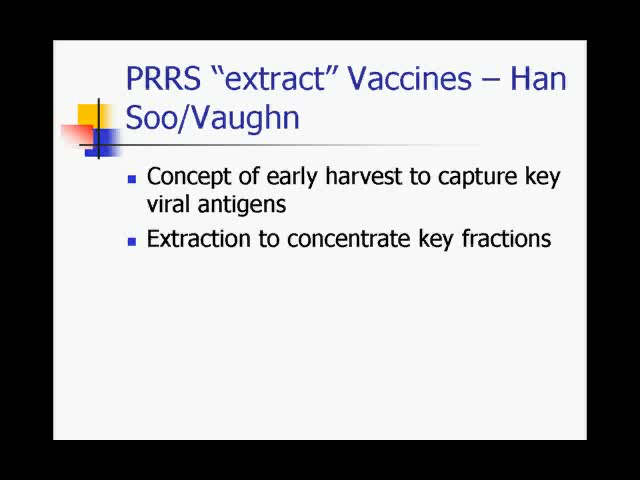 PRRS “extract” Vaccines – Han
Soo/Vaughn
Concept of early harvest to capture key
viral antigens
Extraction to concentrate key fractions